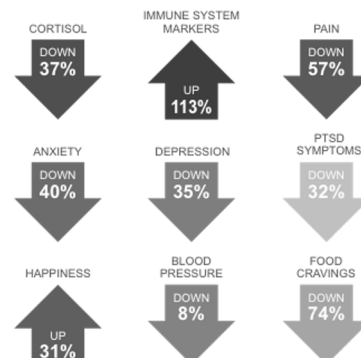 CORTISOL
DOWN
37%
IMMUNE SYSTEM
MARKERS
UP
113%
PAIN
DOWN
57%
ANXIETY
DOWN
40%
DEPRESSION
DOWN
35%
PTSD
SYMPTOMS
DOWN
32%
HAPPINESS
UP
31%
BLOOD
PRESSURE
DOWN
8%
FOOD
CRAVINGS
DOWN
74%